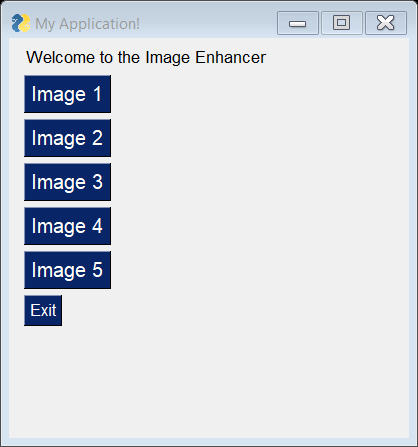 My Application!
Welcome to the Image Enhancer
Image 1
Image 2
Image 3
Image 4
Image 5
Exit